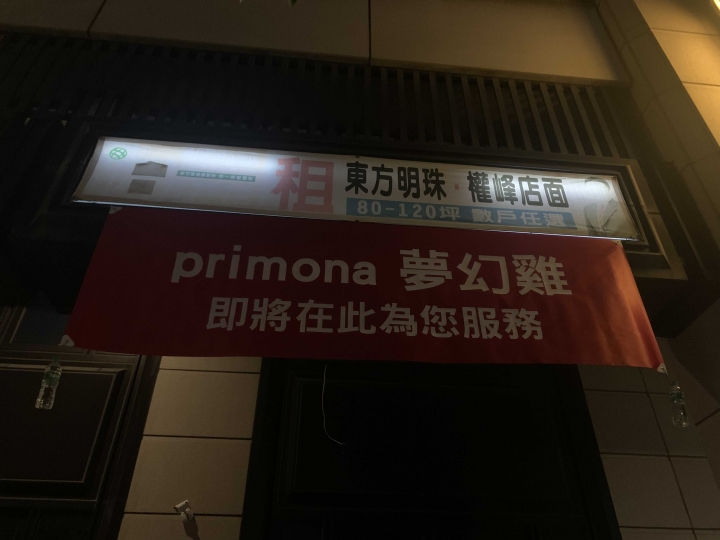 租 東方明珠·權峰店面
80-120坪 數戶任選
primona 夢幻雞
即將在此為您服務